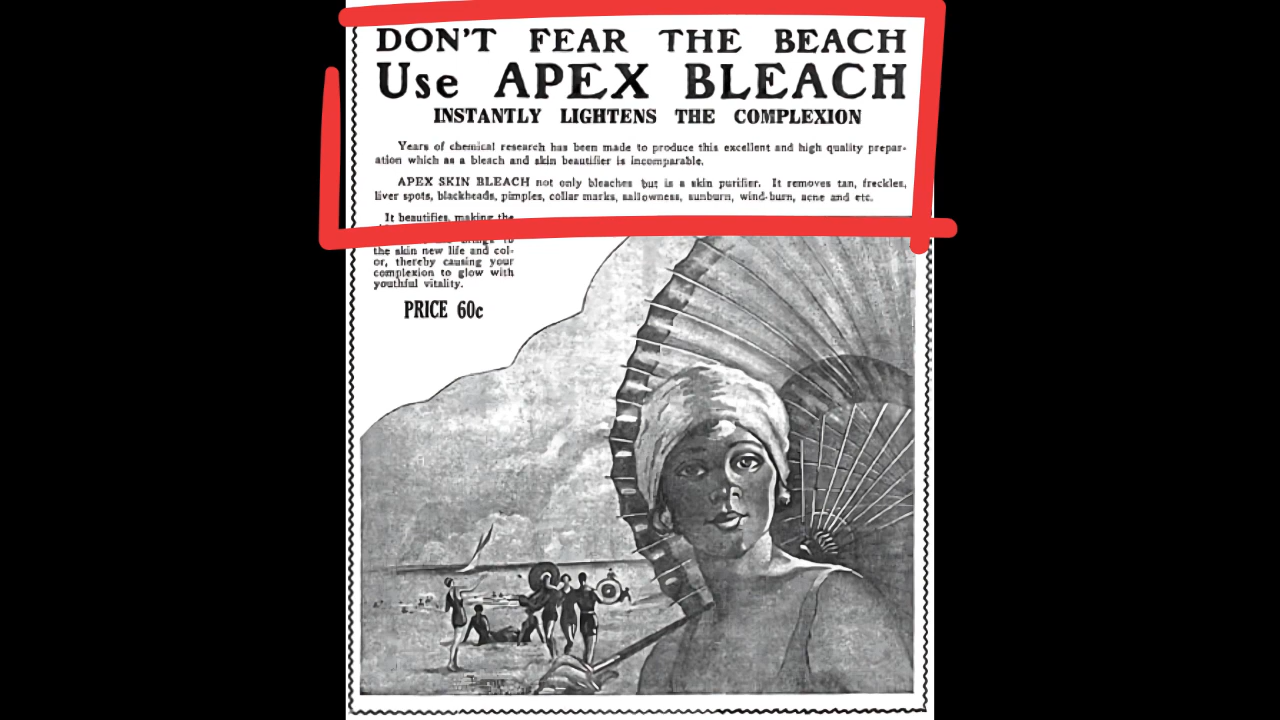 DON'T FEAR THE BEACH
Use APEX BLEACH
INSTANTLY LIGHTENS THE COMPLEXION
Years of chemical research has been made to produce this excellent and high quality prepar-
ation which as a bleach and skin beautifier is incomparable.
APEX SKIN BLEACH not only bleaches but is a skin purifier. It removes tan, freckles,
liver spots, blackheads, pimples, collar marks, sallowness, sunburn, wind-burn, acne and etc.
It beautifies, making the
brings to
the skin new life and col-
or, thereby causing your
complexion to glow with
youthful vitality.
PRICE 60c